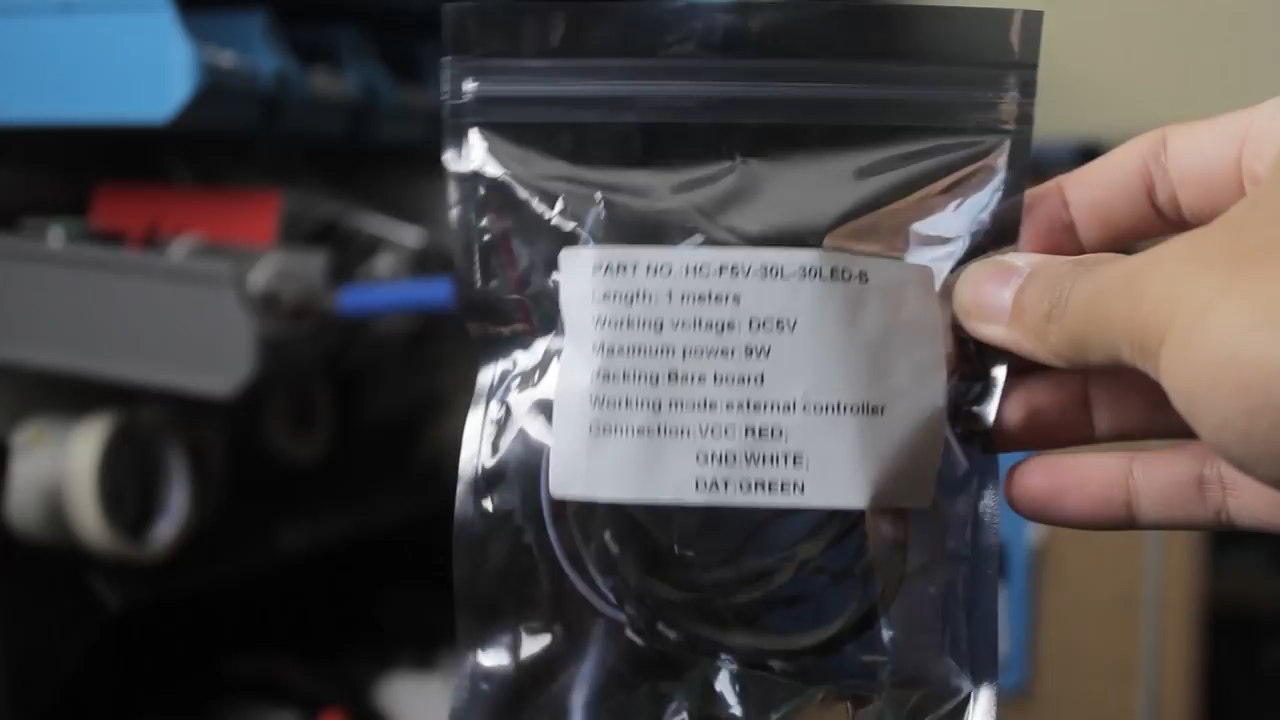 PART NO.:HC-F5V-30L-30LED-S
Length: 1 meters
Working voltage: DC5V
Maximum power:9W
Packing:Bare board
Working mode:external controller
Connection:VCC:RED;
GND:WHITE;
DAT:GREEN